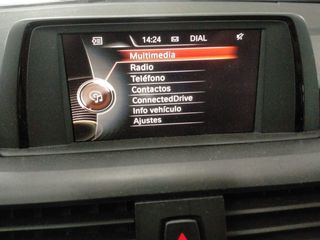 14:24 DIAL
Multimedia
Radio
Teléfono
Contactos
ConnectedDrive
Info vehículo
Ajustes